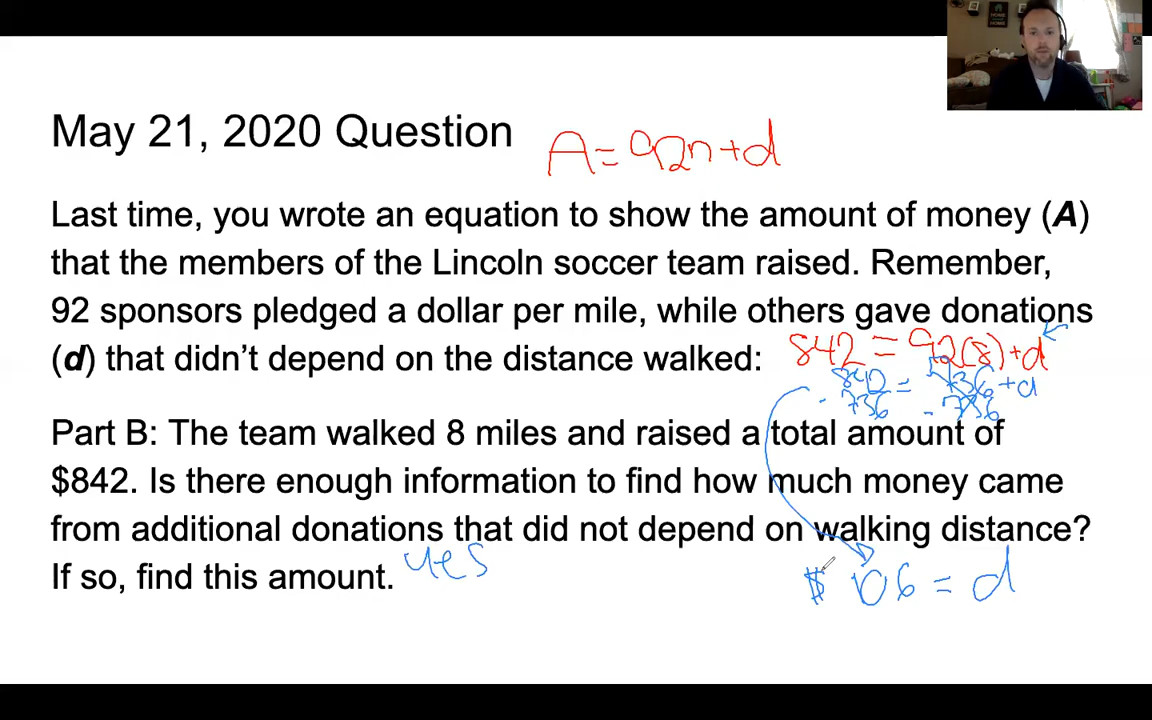 May 21, 2020 Question
A=92n+d
Last time, you wrote an equation to show the amount of money (A)
that the members of the Lincoln soccer team raised. Remember,
92 sponsors pledged a dollar per mile, while others gave donations
(d) that didn't depend on the distance walked:
842=92(8)+d
842=736+d
-736 -736
Part B: The team walked 8 miles and raised a total amount of
$842. Is there enough information to find how much money came
from additional donations that did not depend on walking distance?
If so, find this amount.
yes
$106=d